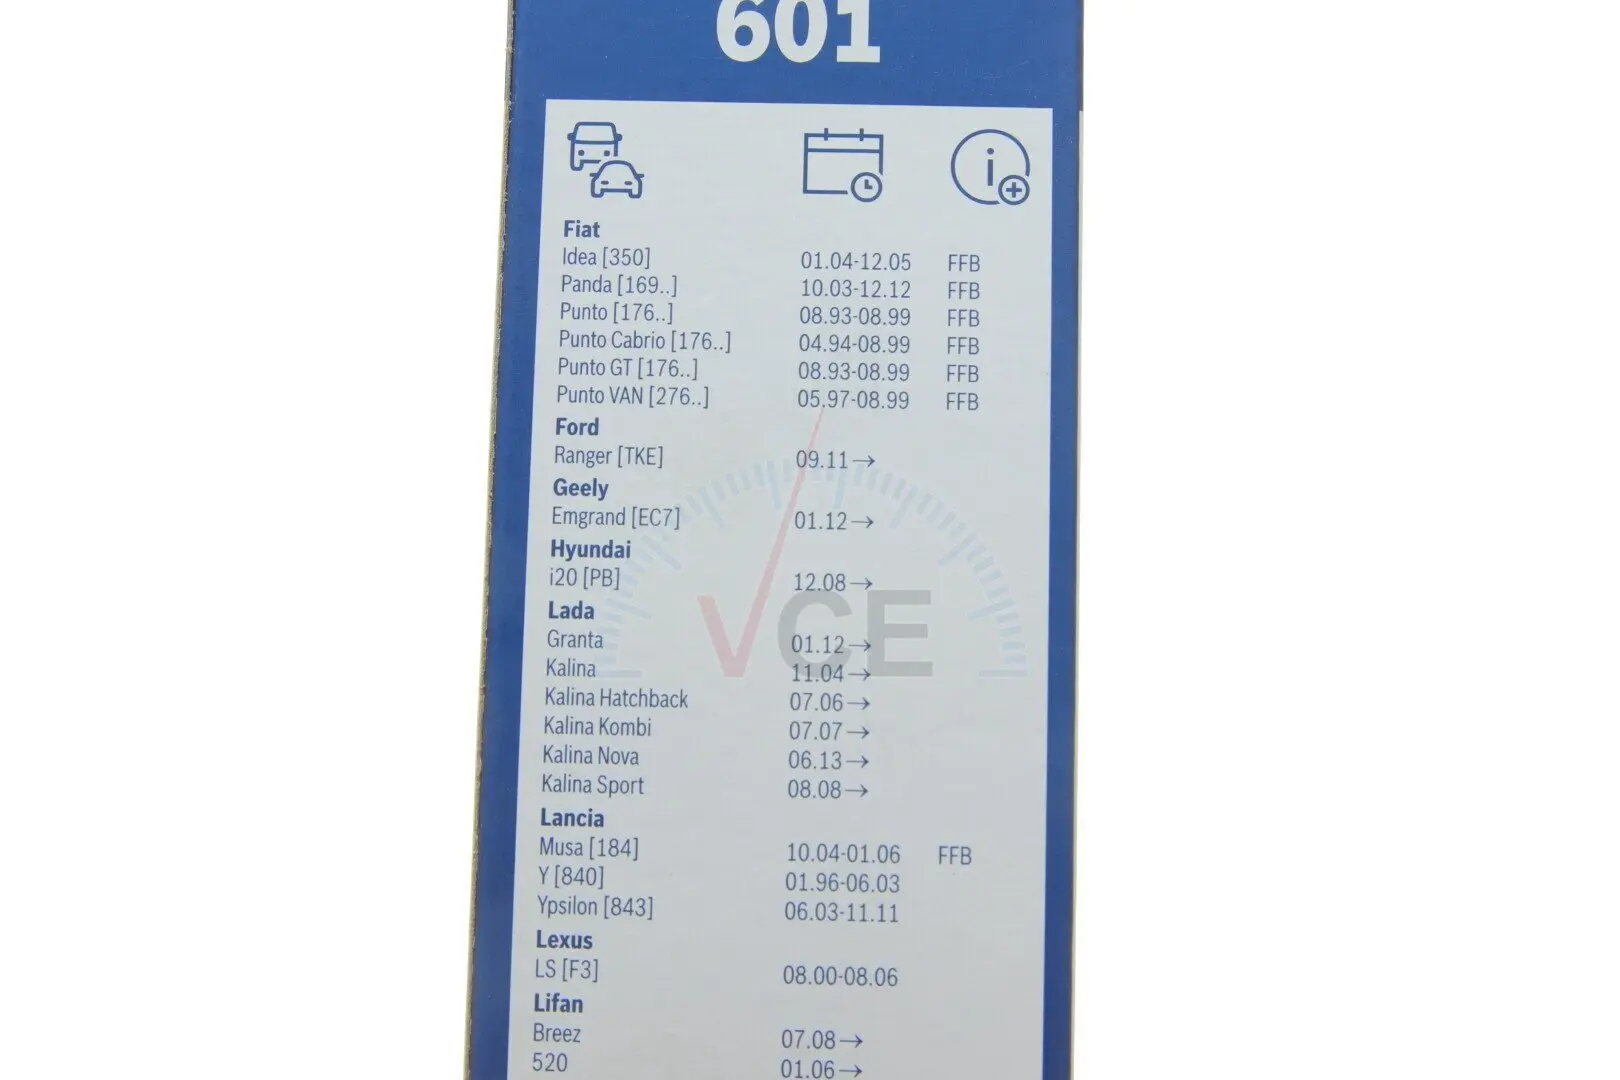 601
Fiat
Idea [350] 01.04-12.05 FFB
Panda [169..] 10.03-12.12 FFB
Punto [176..] 08.93-08.99 FFB
Punto Cabrio [176..] 04.94-08.99 FFB
Punto GT [176..] 08.93-08.99 FFB
Punto VAN [276..] 05.97-08.99 FFB
Ford
Ranger [TKE] 09.11→
Geely
Emgrand [EC7] 01.12→
Hyundai
i20 [PB] 12.08→
Lada
Granta 01.12→
Kalina 11.04→
Kalina Hatchback 07.06→
Kalina Kombi 07.07→
Kalina Nova 06.13→
Kalina Sport 08.08→
Lancia
Musa [184] 10.04-01.06 FFB
Y [840] 01.96-06.03
Ypsilon [843] 06.03-11.11
Lexus
LS [F3] 08.00-08.06
Lifan
Breez 07.08→
520 01.06→
VCE